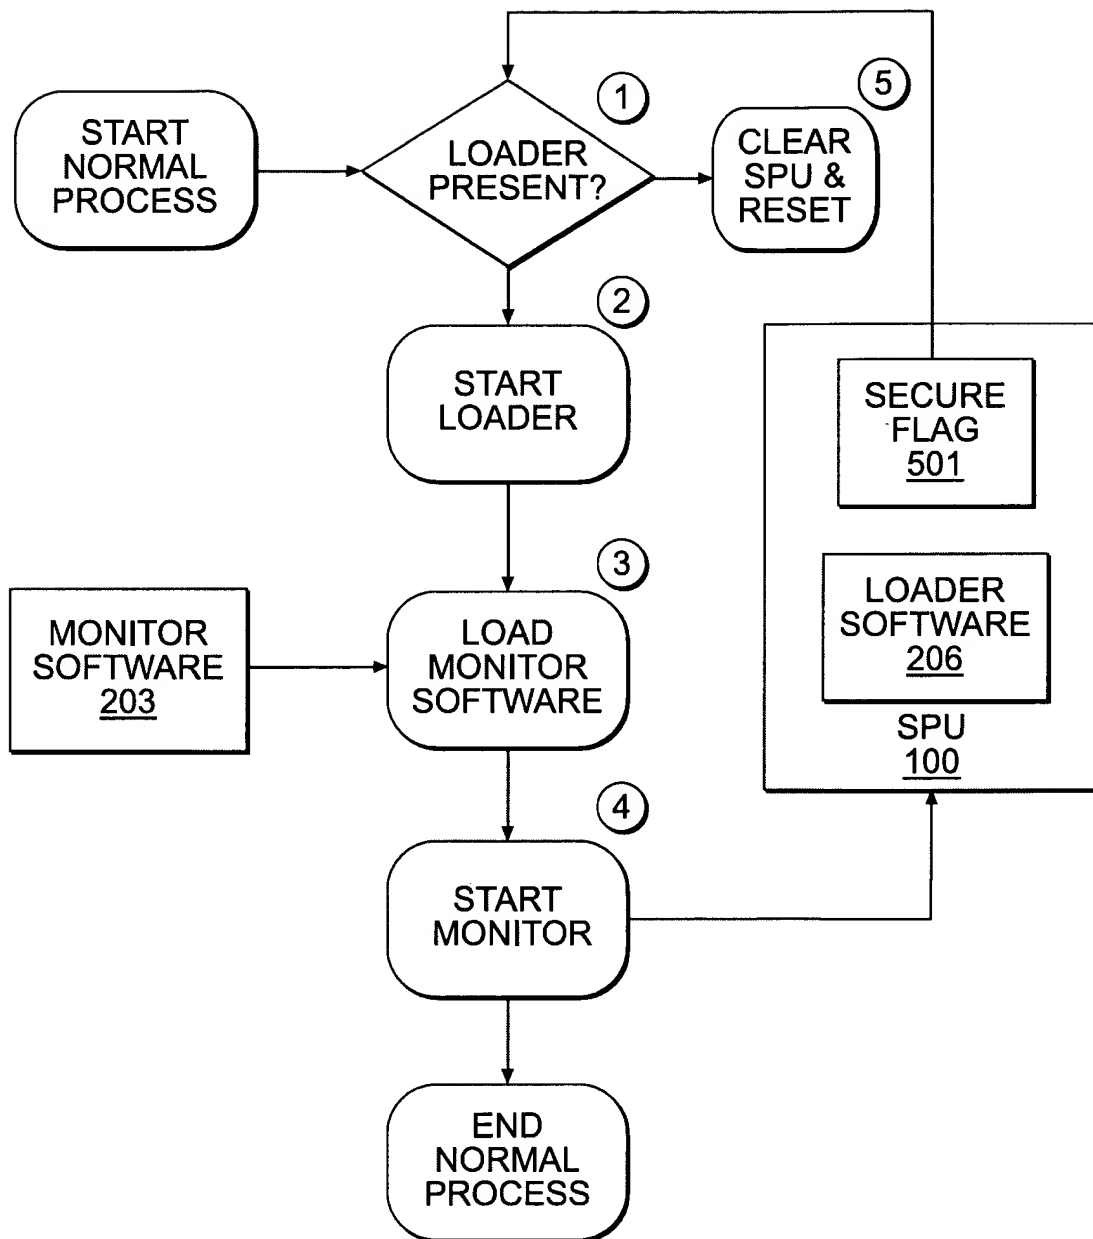 START
NORMAL
PROCESS
1
LOADER
PRESENT?
5
CLEAR
SPU &
RESET
2
START
LOADER
SECURE
FLAG
501
3
LOADER
SOFTWARE
206
SPU
100
MONITOR
SOFTWARE
203
LOAD
MONITOR
SOFTWARE
4
START
MONITOR
END
NORMAL
PROCESS